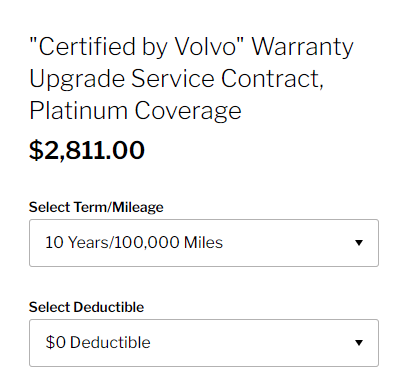 "Certified by Volvo" Warranty
Upgrade Service Contract,
Platinum Coverage
$2,811.00
Select Term/Mileage
10 Years/100,000 Miles
Select Deductible
$0 Deductible